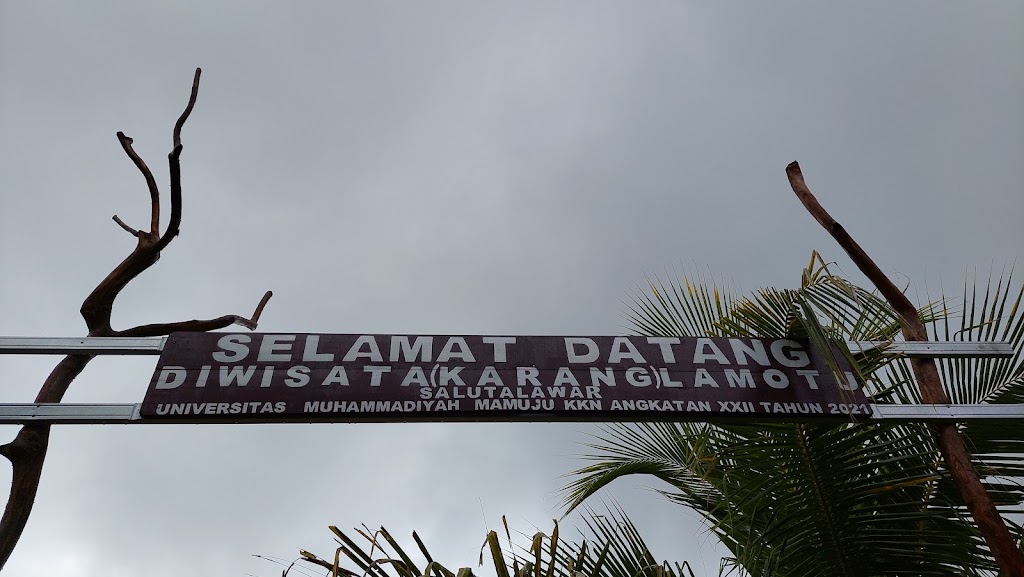 SELAMAT DATANG
DIWISATA(KARANG)LAMOTU
SALUTALAWAR
UNIVERSITAS MUHAMMADIYAH MAMUJU KKN ANGKATAN XXII TAHUN 2021